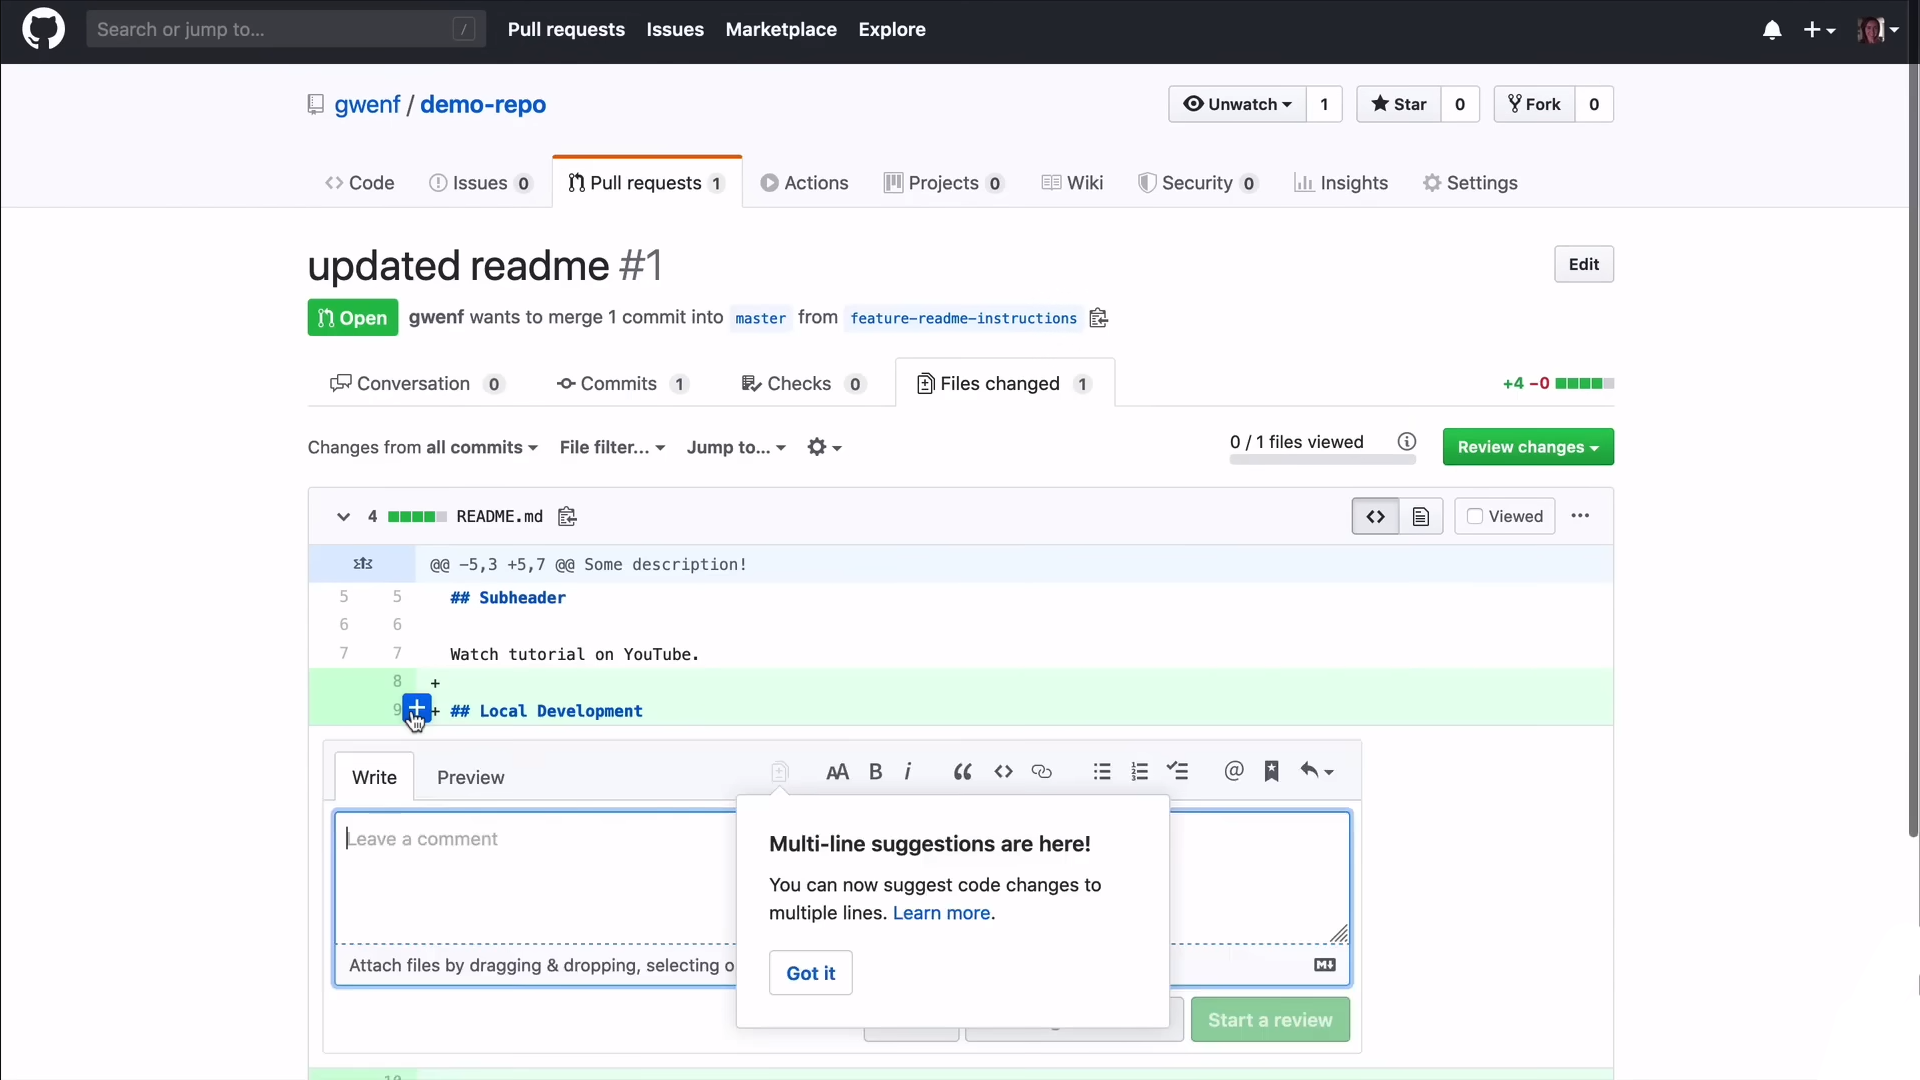 Search or jump to... / Pull requests Issues Marketplace Explore
gwenf / demo-repo Unwatch 1 Star 0 Fork 0
Code Issues 0 Pull requests 1 Actions Projects 0 Wiki Security 0 Insights Settings
updated readme #1 Edit
Open gwenf wants to merge 1 commit into master from feature-readme-instructions
Conversation 0 Commits 1 Checks 0 Files changed 1 +4 −0
Changes from all commits File filter... Jump to... 0 / 1 files viewed Review changes
4 README.md <> Viewed ...
@@ -5,3 +5,7 @@ Some description!
5 5 ## Subheader
6 6
7 7 Watch tutorial on YouTube.
8 +
9 + ## Local Development
Write Preview AA B i “ <> @
Leave a comment
Multi-line suggestions are here!
You can now suggest code changes to
multiple lines. Learn more.
Attach files by dragging & dropping, selecting o
Got it
Start a review